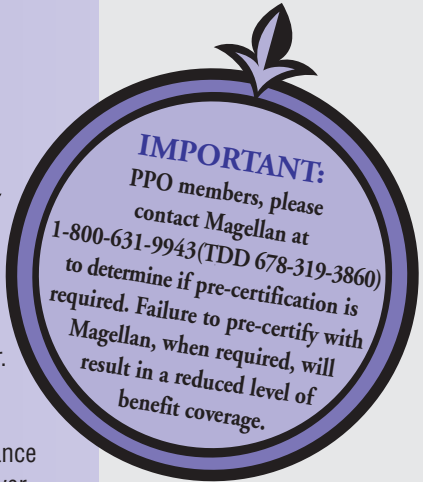 IMPORTANT:
PPO members, please
contact Magellan at
1-800-631-9943(TDD 678-319-3860)
to determine if pre-certification is
required. Failure to pre-certify with
Magellan, when required, will
result in a reduced level of
benefit coverage.